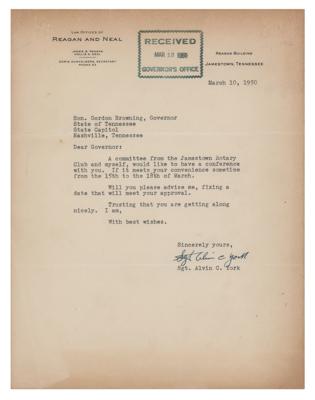 LAW OFFICES OF
REAGAN AND NEAL
RECEIVED
MAR 13 1950
GOVERNOR'S OFFICE
REAGAN BUILDING
JAMESTOWN, TENNESSEE
March 10, 1950
Hon. Gordon Browning, Governor
State of Tennessee
State Capitol
Nashville, Tennessee
Dear Governor:
A committee from the Jamestown Rotary
Club and myself, would like to have a conference
with you. If it meets your convenience sometime
from the 15th to the 18th of March.
Will you please advise me, fixing a
date that will meet your approval.
Trusting that you are getting along
nicely. I am,
With best wishes.
Sincerely yours,
Sgt Alvin C York
Sgt. Alvin C. York